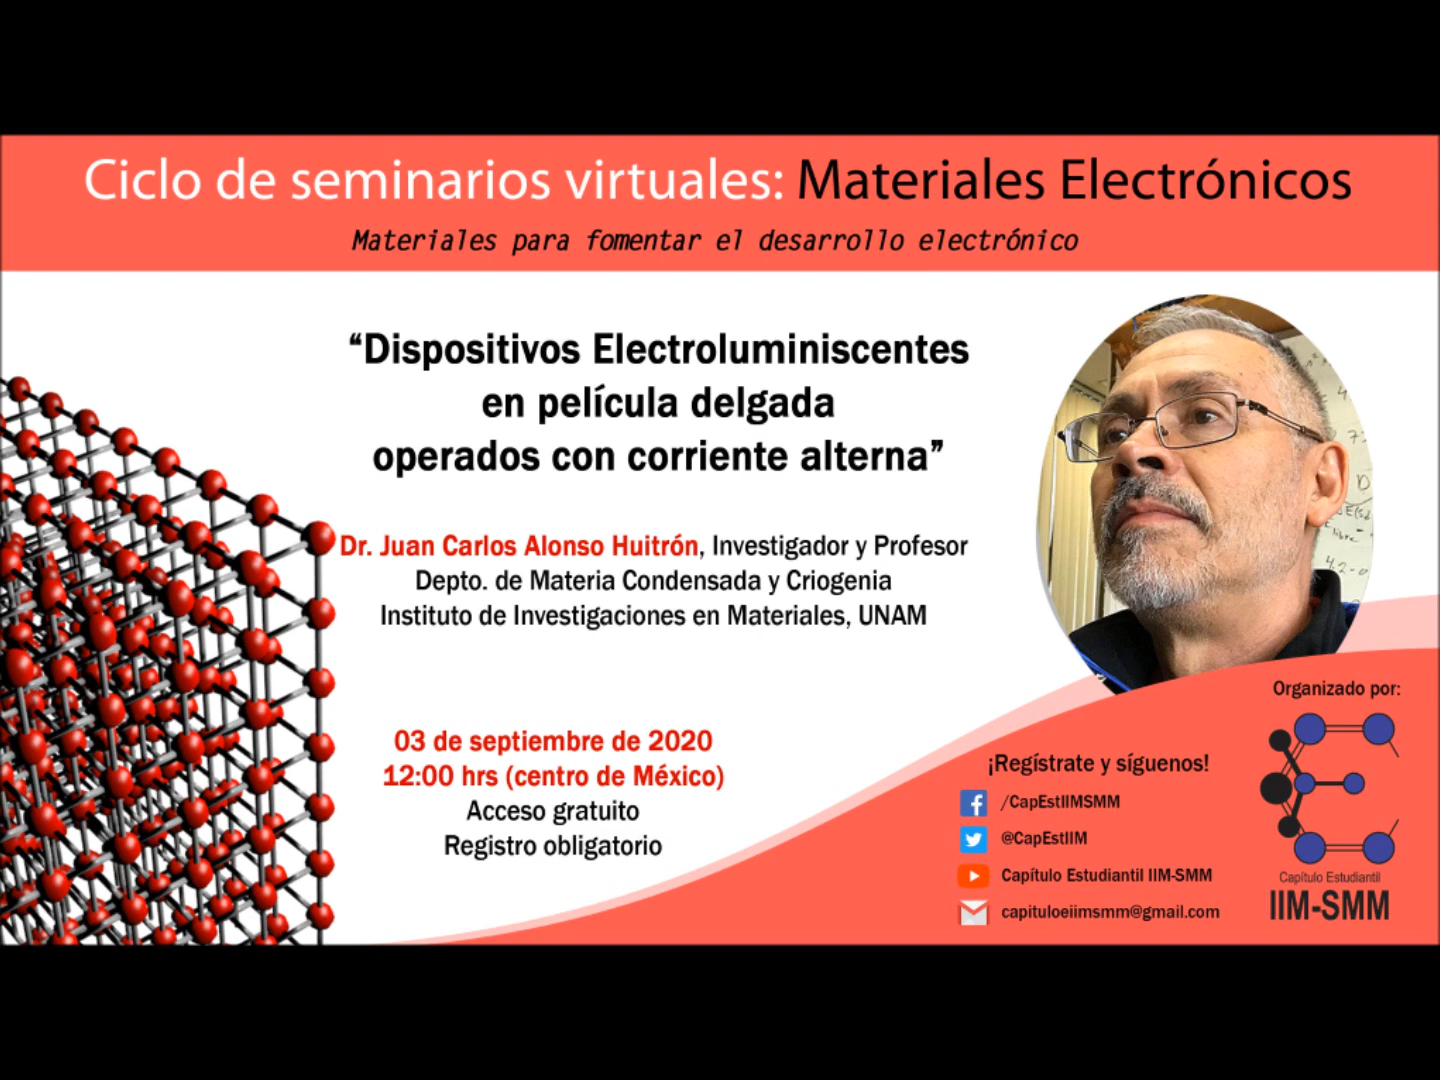 Ciclo de seminarios virtuales: Materiales Electrónicos
Materiales para fomentar el desarrollo electrónico
“Dispositivos Electroluminiscentes
en película delgada
operados con corriente alterna”
Dr. Juan Carlos Alonso Huitrón, Investigador y Profesor
Depto. de Materia Condensada y Criogenia
Instituto de Investigaciones en Materiales, UNAM
03 de septiembre de 2020
12:00 hrs (centro de México)
Acceso gratuito
Registro obligatorio
¡Regístrate y síguenos!
/CapEstIIMSMM
@CapEstIIM
Capítulo Estudiantil IIM-SMM
capituloeiimsmm@gmail.com
Organizado por:
Capítulo Estudiantil
IIM-SMM